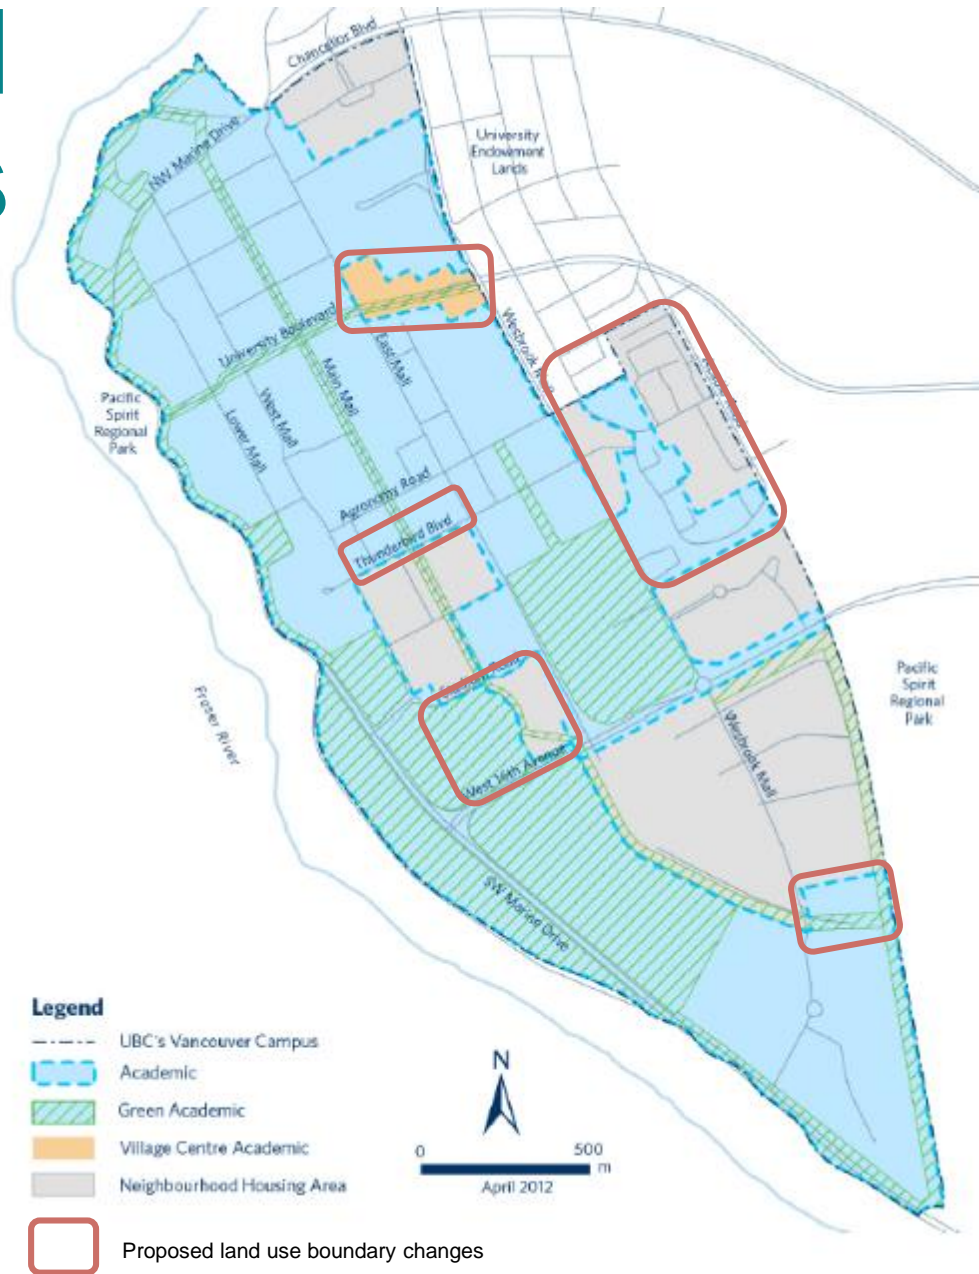 Chancellor Blvd
University
Endowment
Lands
NW Marine Drive
University Boulevard
East Mall
Main Mall
West Mall
Lower Mall
Wesbrook Mall
Pacific
Spirit
Regional
Park
Agronomy Road
Thunderbird Blvd
West 16th Avenue
Wesbrook Mall
Pacific
Spirit
Regional
Park
Fraser River
SW Marine Drive
Legend
UBC's Vancouver Campus
Academic
Green Academic
Village Centre Academic
Neighbourhood Housing Area
N
0 500
m
April 2012
Proposed land use boundary changes